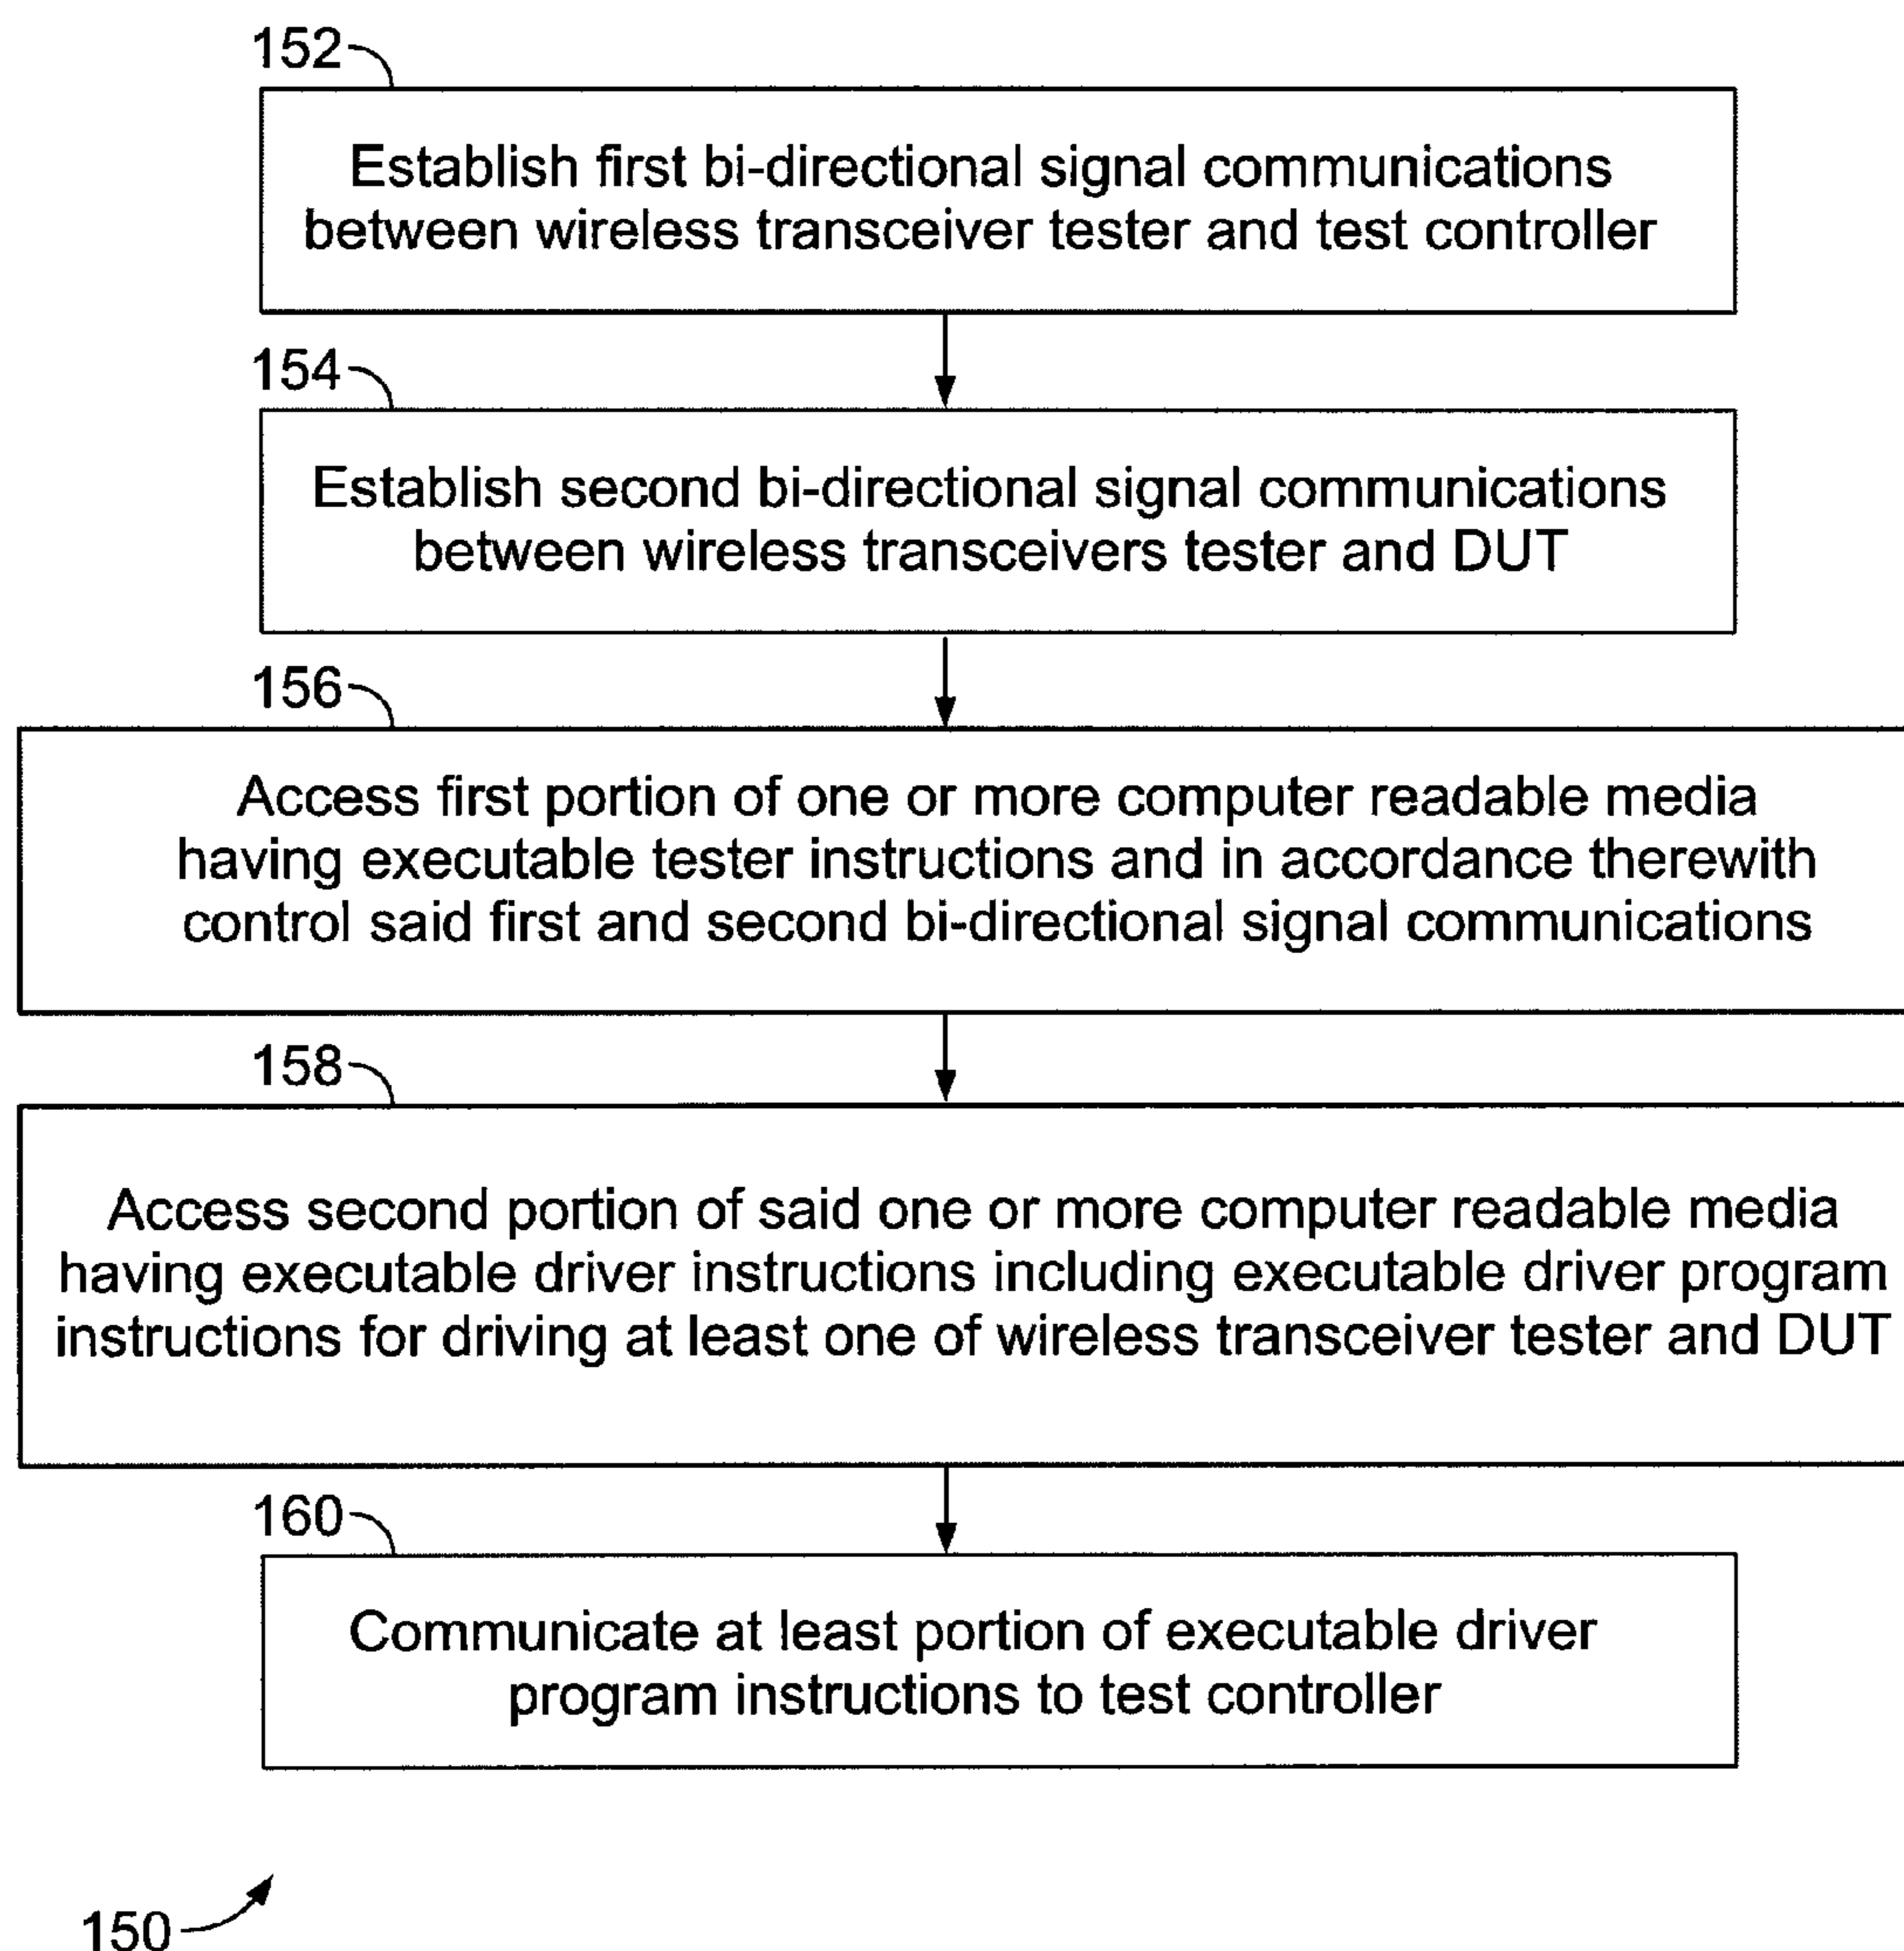 152
Establish first bi-directional signal communications
between wireless transceiver tester and test controller
154
Establish second bi-directional signal communications
between wireless transceivers tester and DUT
156
Access first portion of one or more computer readable media
having executable tester instructions and in accordance therewith
control said first and second bi-directional signal communications
158
Access second portion of said one or more computer readable media
having executable driver instructions including executable driver program
instructions for driving at least one of wireless transceiver tester and DUT
160
Communicate at least portion of executable driver
program instructions to test controller
150